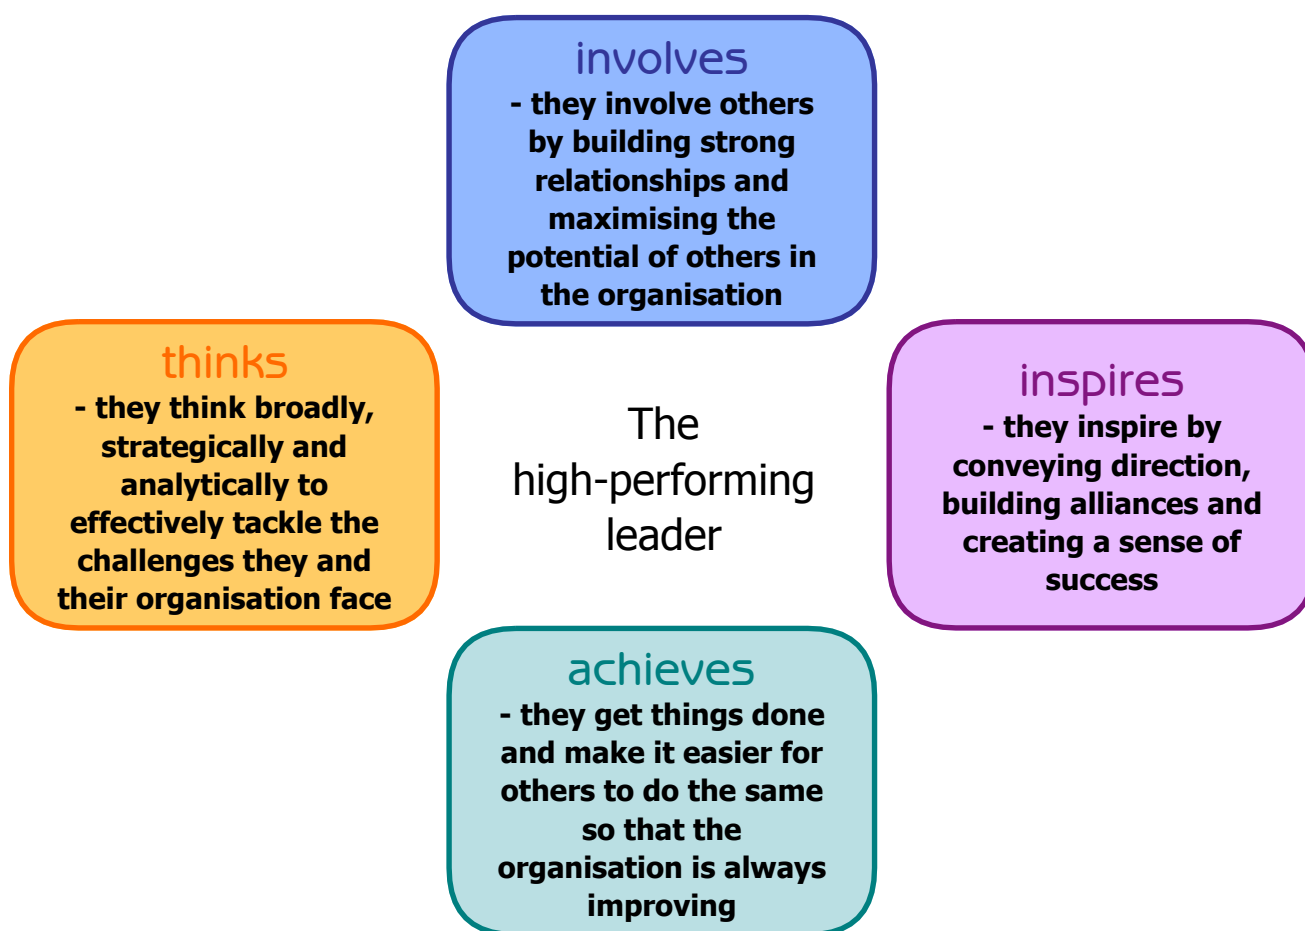 involves
- they involve others
by building strong
relationships and
maximising the
potential of others in
the organisation
thinks
- they think broadly,
strategically and
analytically to
effectively tackle the
challenges they and
their organisation face
The
high-performing
leader
inspires
- they inspire by
conveying direction,
building alliances and
creating a sense of
success
achieves
- they get things done
and make it easier for
others to do the same
so that the
organisation is always
improving